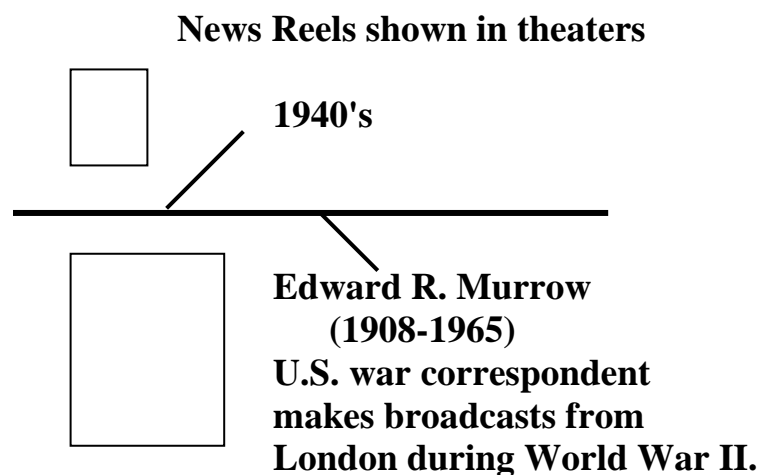 News Reels shown in theaters
1940's
Edward R. Murrow
(1908-1965)
U.S. war correspondent
makes broadcasts from
London during World War II.